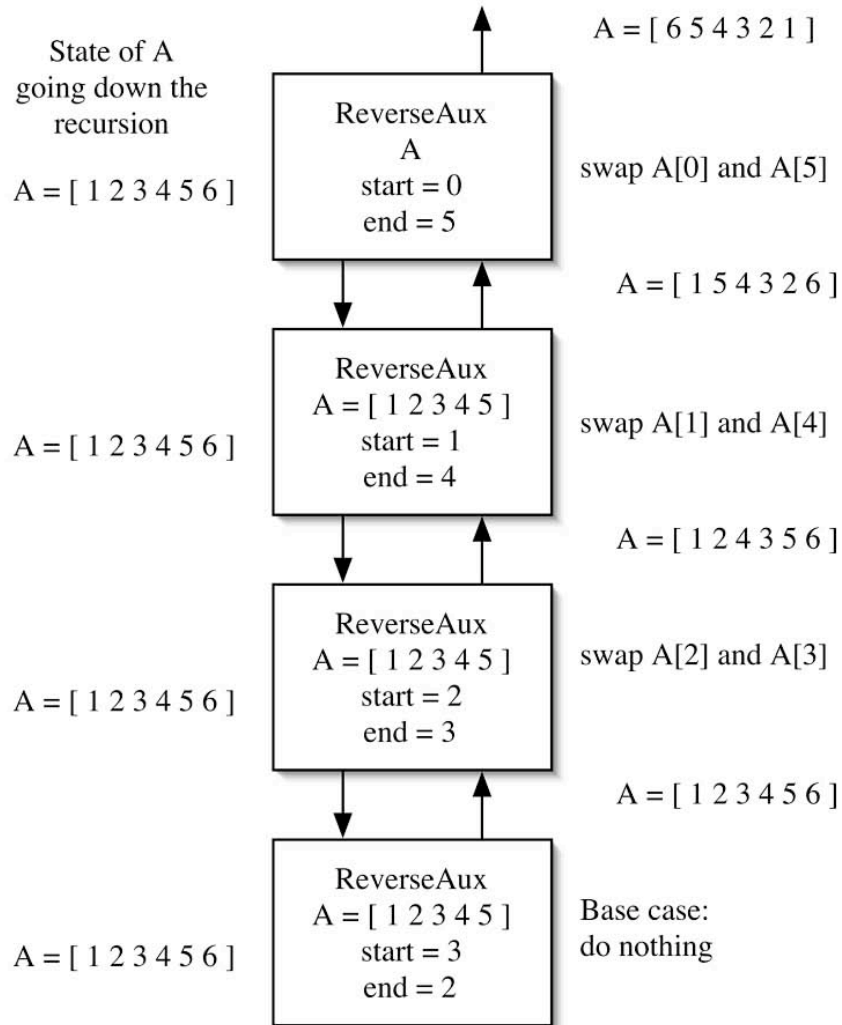 A = [ 6 5 4 3 2 1 ]
State of A
going down the
recursion
A = [ 1 2 3 4 5 6 ]
ReverseAux
A
start = 0
end = 5
swap A[0] and A[5]
A = [ 1 5 4 3 2 6 ]
A = [ 1 2 3 4 5 6 ]
ReverseAux
A = [ 1 2 3 4 5 ]
start = 1
end = 4
swap A[1] and A[4]
A = [ 1 2 4 3 5 6 ]
A = [ 1 2 3 4 5 6 ]
ReverseAux
A = [ 1 2 3 4 5 ]
start = 2
end = 3
swap A[2] and A[3]
A = [ 1 2 3 4 5 6 ]
A = [ 1 2 3 4 5 6 ]
ReverseAux
A = [ 1 2 3 4 5 ]
start = 3
end = 2
Base case:
do nothing